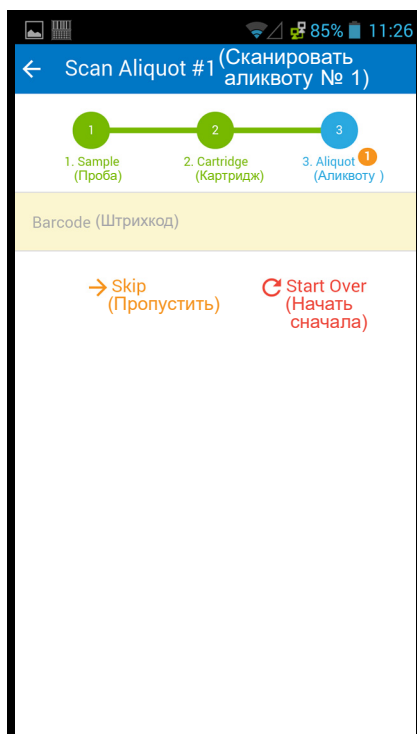 85% 11:26
Scan Aliquot #1 (Сканировать
аликвоту № 1)
1 2 3
1. Sample 2. Cartridge 3. Aliquot 1
(Проба) (Картридж) (Аликвоту )
Barcode (Штрихкод)
Skip Start Over
(Пропустить) (Начать
сначала)